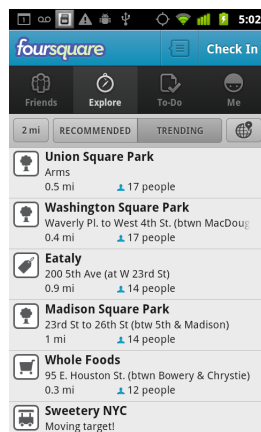 1
5:02
foursquare
Check In
Friends
Explore
To-Do
Me
2 mi
RECOMMENDED
TRENDING
Union Square Park
Arms
0.5 mi
17 people
Washington Square Park
Waverly Pl. to West 4th St. (btwn MacDoug
0.4 mi
17 people
Eataly
200 5th Ave (at W 23rd St)
0.9 mi
14 people
Madison Square Park
23rd St to 26th St (btw 5th & Madison)
1 mi
14 people
Whole Foods
95 E. Houston St. (btwn Bowery & Chrystie)
0.3 mi
12 people
Sweetery NYC
Moving target!